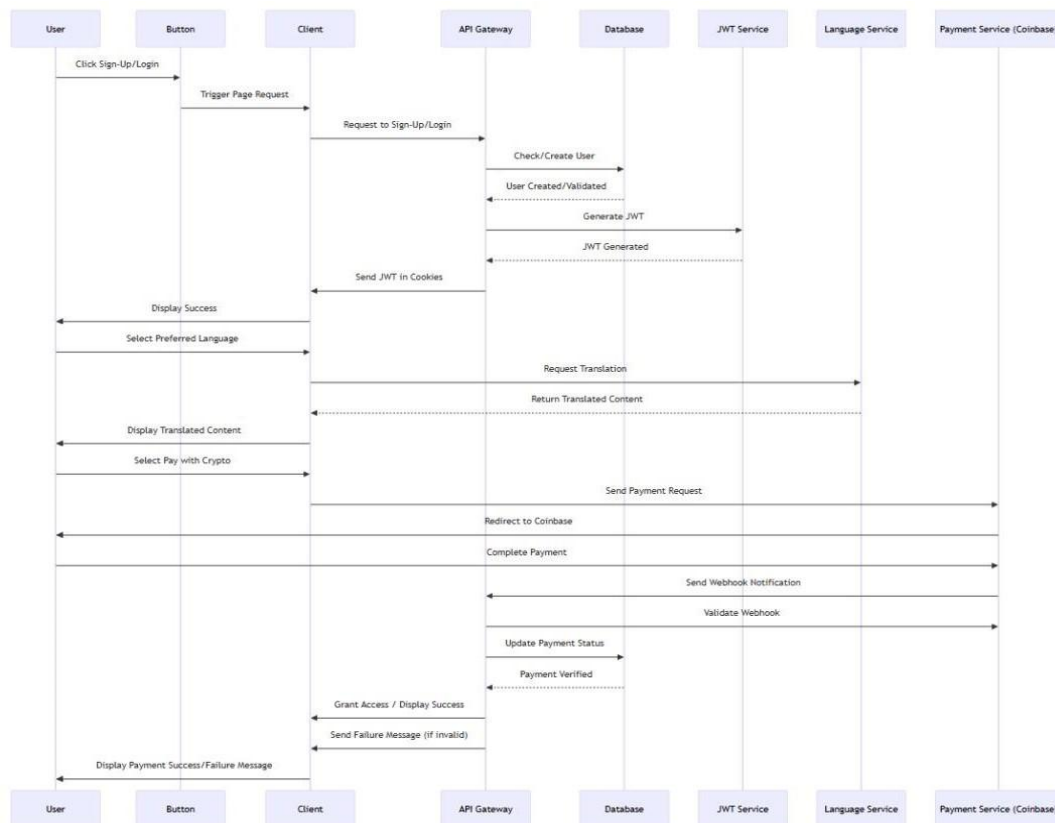 User Button Client API Gateway Database JWT Service Language Service Payment Service (Coinbase)
Click Sign-Up/Login
Trigger Page Request
Request to Sign-Up/Login
Check/Create User
User Created/Validated
Generate JWT
JWT Generated
Send JWT in Cookies
Display Success
Select Preferred Language
Request Translation
Return Translated Content
Display Translated Content
Select Pay with Crypto
Send Payment Request
Redirect to Coinbase
Complete Payment
Send Webhook Notification
Validate Webhook
Update Payment Status
Payment Verified
Grant Access / Display Success
Send Failure Message (if invalid)
Display Payment Success/Failure Message
User Button Client API Gateway Database JWT Service Language Service Payment Service (Coinbase)